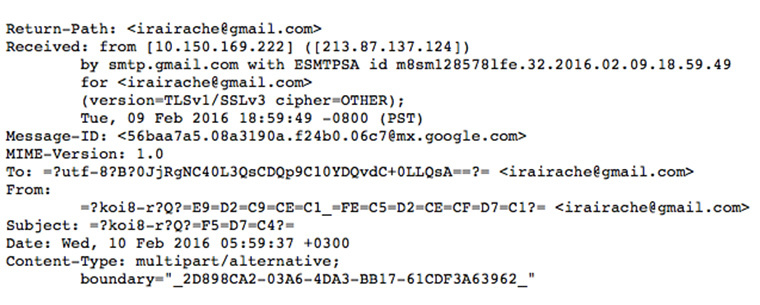 Return-Path: <irairache@gmail.com>
Received: from [10.150.169.222] ([213.87.137.124])
by smtp.gmail.com with ESMTPSA id m8sm1285781lfe.32.2016.02.09.18.59.49
for <irairache@gmail.com>
(version=TLSv1/SSLv3 cipher=OTHER);
Tue, 09 Feb 2016 18:59:49 -0800 (PST)
Message-ID: <56baa7a5.08a3190a.f24b0.06c7@mx.google.com>
MIME-Version: 1.0
To: =?utf-8?B?0JjRgNC40L3QsCDQp9C10YDQvdC+0LLQsA==?= <irairache@gmail.com>
From:
=?koi8-r?Q?=E9=D2=C9=CE=C1_=FE=C5=D2=CE=CF=D7=C1?= <irairache@gmail.com>
Subject: =?koi8-r?Q?=F5=D7=C4?=
Date: Wed, 10 Feb 2016 05:59:37 +0300
Content-Type: multipart/alternative;
boundary="_2D898CA2-03A6-4DA3-BB17-61CDF3A63962_"